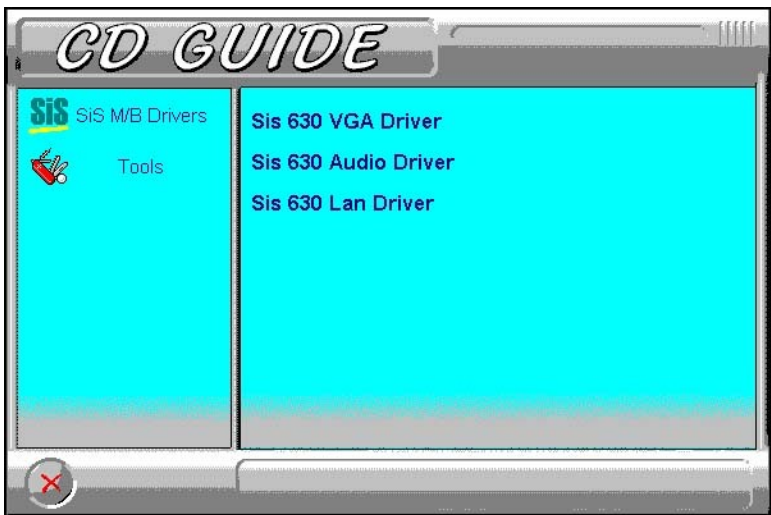 CD GUIDE
SiS SiS M/B Drivers
Tools
Sis 630 VGA Driver
Sis 630 Audio Driver
Sis 630 Lan Driver